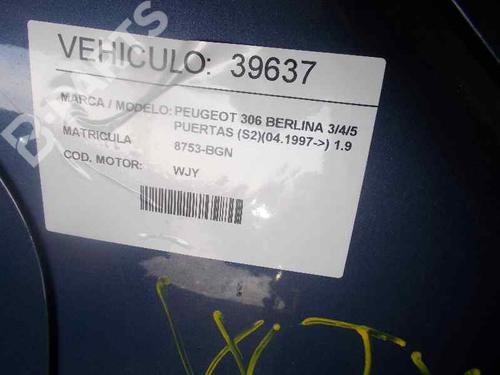 VEHICULO: 39637
MARCA / MODELO: PEUGEOT 306 BERLINA 3/4/5
PUERTAS (S2)(04.1997->) 1.9
MATRICULA 8753-BGN
COD. MOTOR: WJY